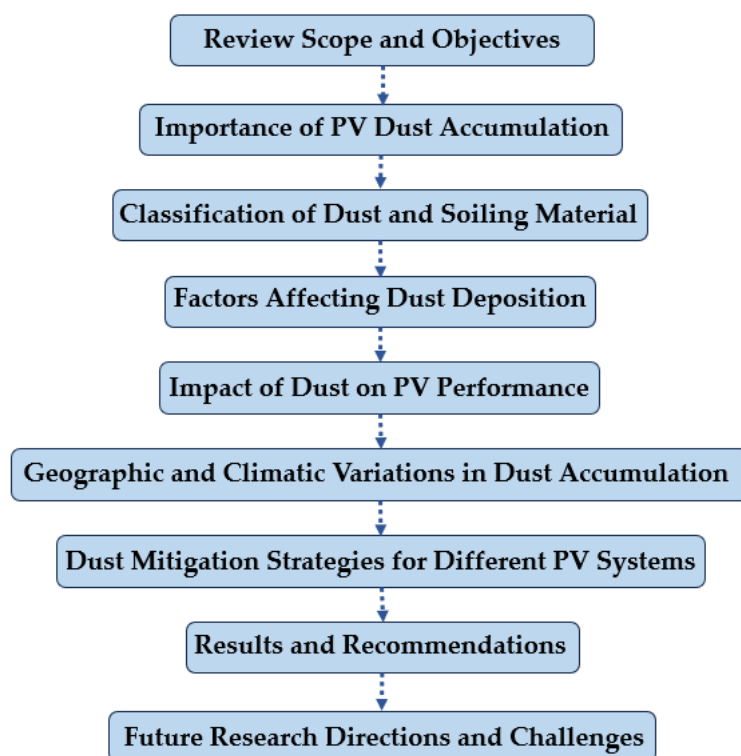 Review Scope and Objectives
Importance of PV Dust Accumulation
Classification of Dust and Soiling Material
Factors Affecting Dust Deposition
Impact of Dust on PV Performance
Geographic and Climatic Variations in Dust Accumulation
Dust Mitigation Strategies for Different PV Systems
Results and Recommendations
Future Research Directions and Challenges